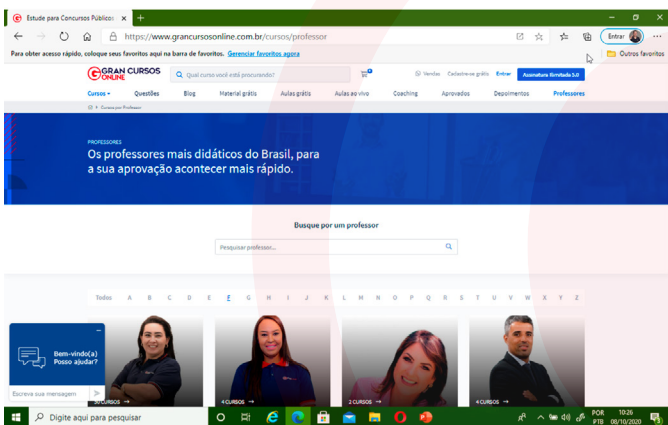 Estude para Concursos Públicos
https://www.grancursosonline.com.br/cursos/professor
Entrar
Para obter acesso rápido, coloque seus favoritos aqui na barra de favoritos. Gerenciar favoritos agora
Outros favoritos
GRAN CURSOS
ONLINE
Qual curso você está procurando?
Vendas Cadastre-se grátis Entrar Assinatura Ilimitada 5.0
Cursos Questões Blog Material grátis Aulas grátis Aulas ao vivo Coaching Aprovados Depoimentos Professores
Cursos por Professor
PROFESSORES
Os professores mais didáticos do Brasil, para
a sua aprovação acontecer mais rápido.
Busque por um professor
Pesquisar professor...
Todos A B C D E F G H I J K L M N O P Q R S T U V W X Y Z
Bem-vindo(a)
Posso ajudar?
Escreva sua mensagem
CURSOS →
4 CURSOS →
2 CURSOS →
4 CURSOS →
Digite aqui para pesquisar
POR
PTB
10:26
08/10/2020